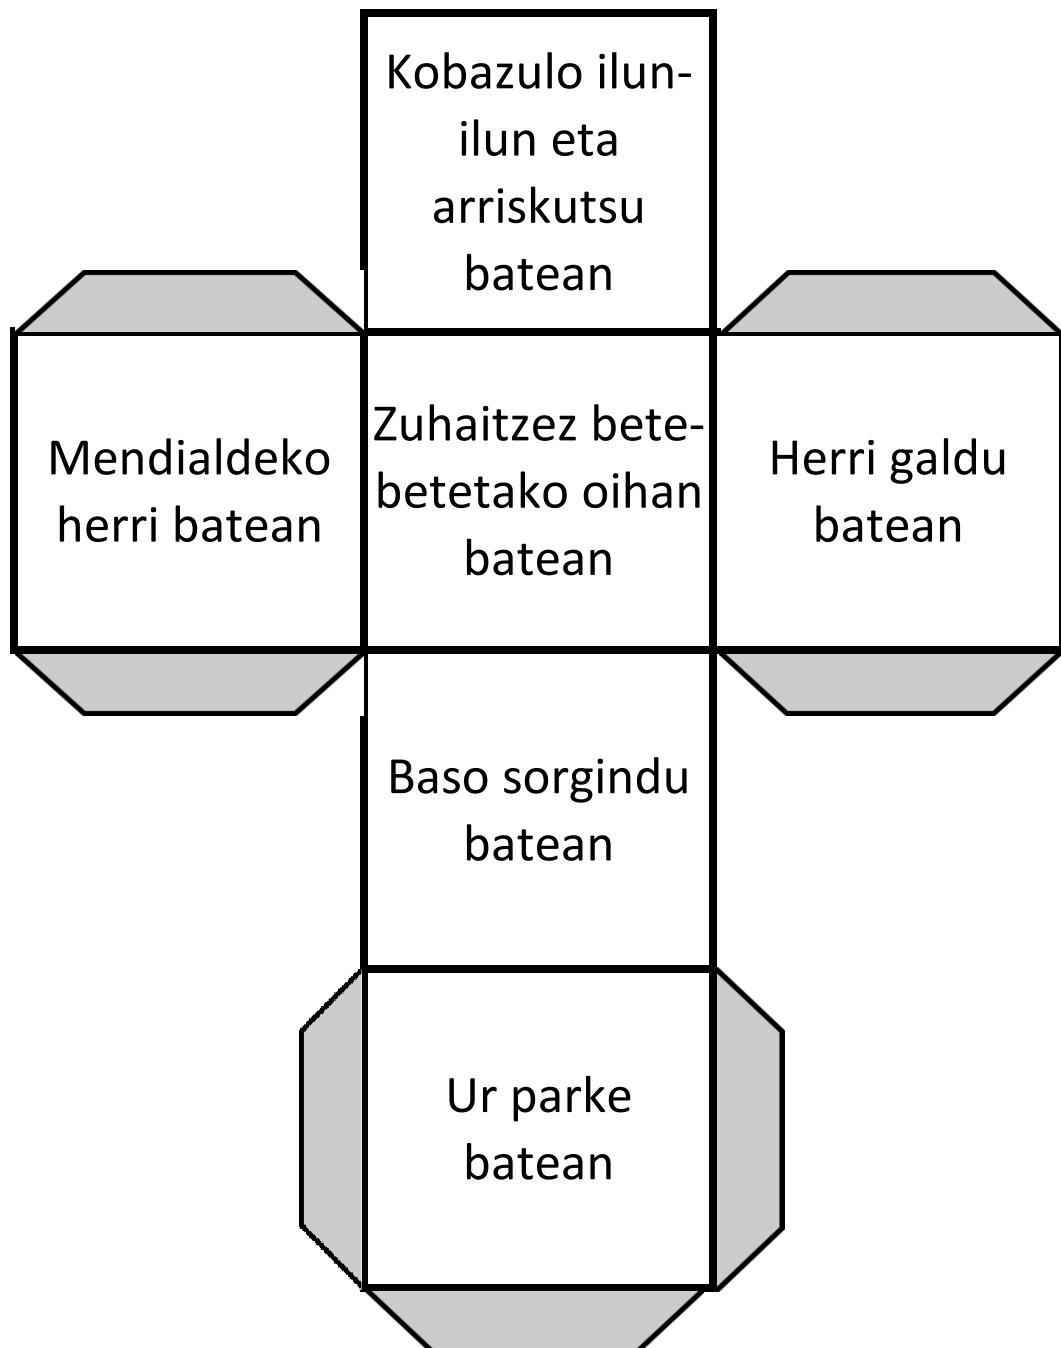 Kobazulo ilun-
ilun eta
arriskutsu
batean
Mendialdeko
herri batean
Zuhaitzez bete-
betetako oihan
batean
Herri galdu
batean
Baso sorgindu
batean
Ur parke
batean